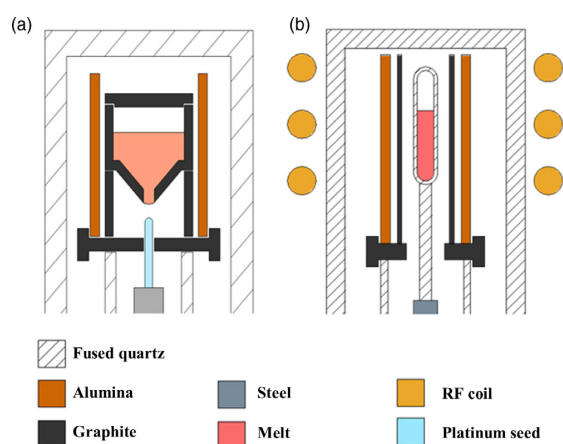 (a)
(b)
Fused quartz
Alumina
Steel
RF coil
Graphite
Melt
Platinum seed